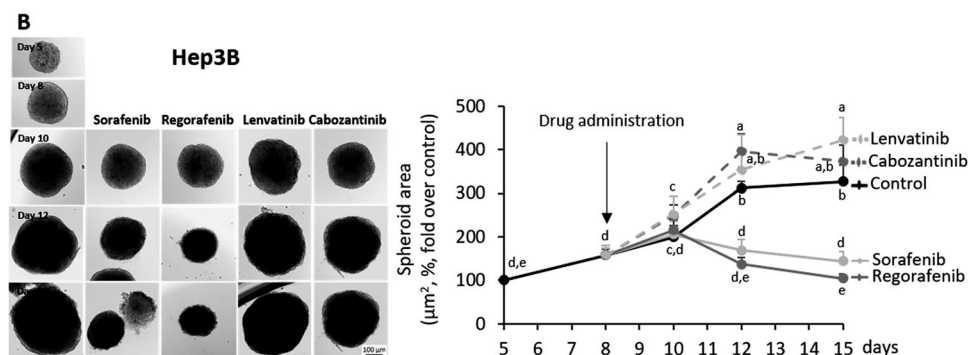 B
Hep3B
Day 5
Day 8
Sorafenib Regorafenib Lenvatinib Cabozantinib
Day 10
Day 12
100 µm
Spheroid area
(µm², %, fold over control)
500
400
300
200
100
0
Drug administration
d,e
d
c
c,d
a
a,b
b
d
d,e
a
a,b
b
d
e
Lenvatinib
Cabozantinib
Control
Sorafenib
Regorafenib
5 6 7 8 9 10 11 12 13 14 15 days